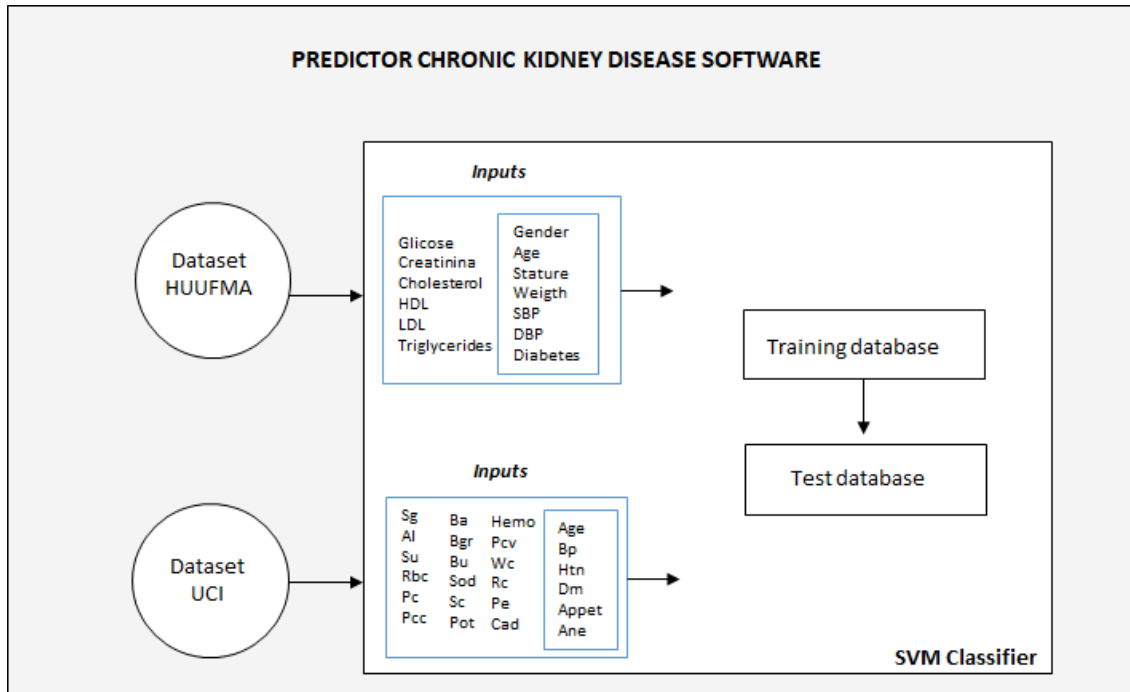 PREDICTOR CHRONIC KIDNEY DISEASE SOFTWARE
Dataset
HUUFMA
Inputs
Glicose
Creatinina
Cholesterol
HDL
LDL
Triglycerides
Gender
Age
Stature
Weigth
SBP
DBP
Diabetes
Training database
Test database
Dataset
UCI
Inputs
Sg
Al
Su
Rbc
Pc
Pcc
Ba
Bgr
Bu
Sod
Sc
Pot
Hemo
Pcv
Wc
Rc
Pe
Cad
Age
Bp
Htn
Dm
Appet
Ane
SVM Classifier